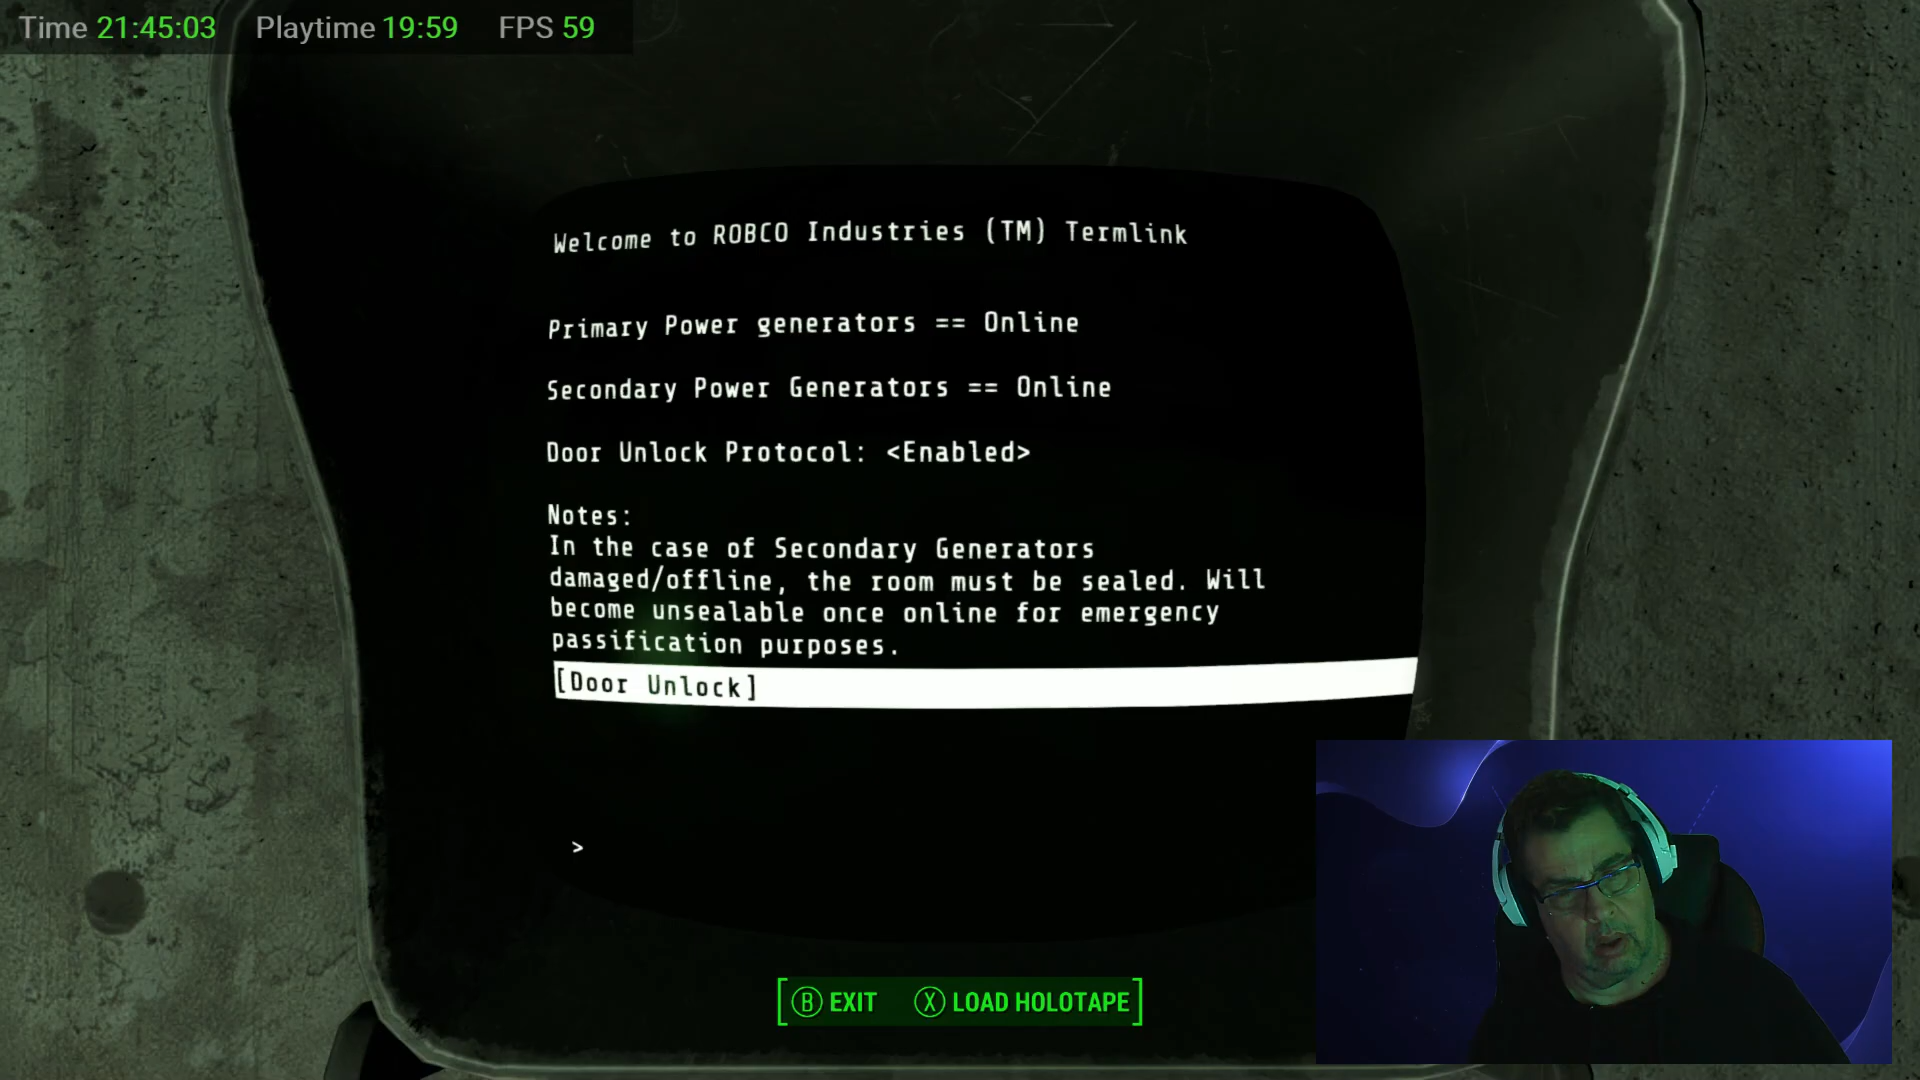 Time 21:45:03 Playtime 19:59 FPS 59
Welcome to ROBCO Industries (TM) Termlink
Primary Power generators == Online
Secondary Power Generators == Online
Door Unlock Protocol: <Enabled>
Notes:
In the case of Secondary Generators
damaged/offline, the room must be sealed. Will
become unsealable once online for emergency
passification purposes.
[Door Unlock]
>
[B EXIT X LOAD HOLOTAPE]